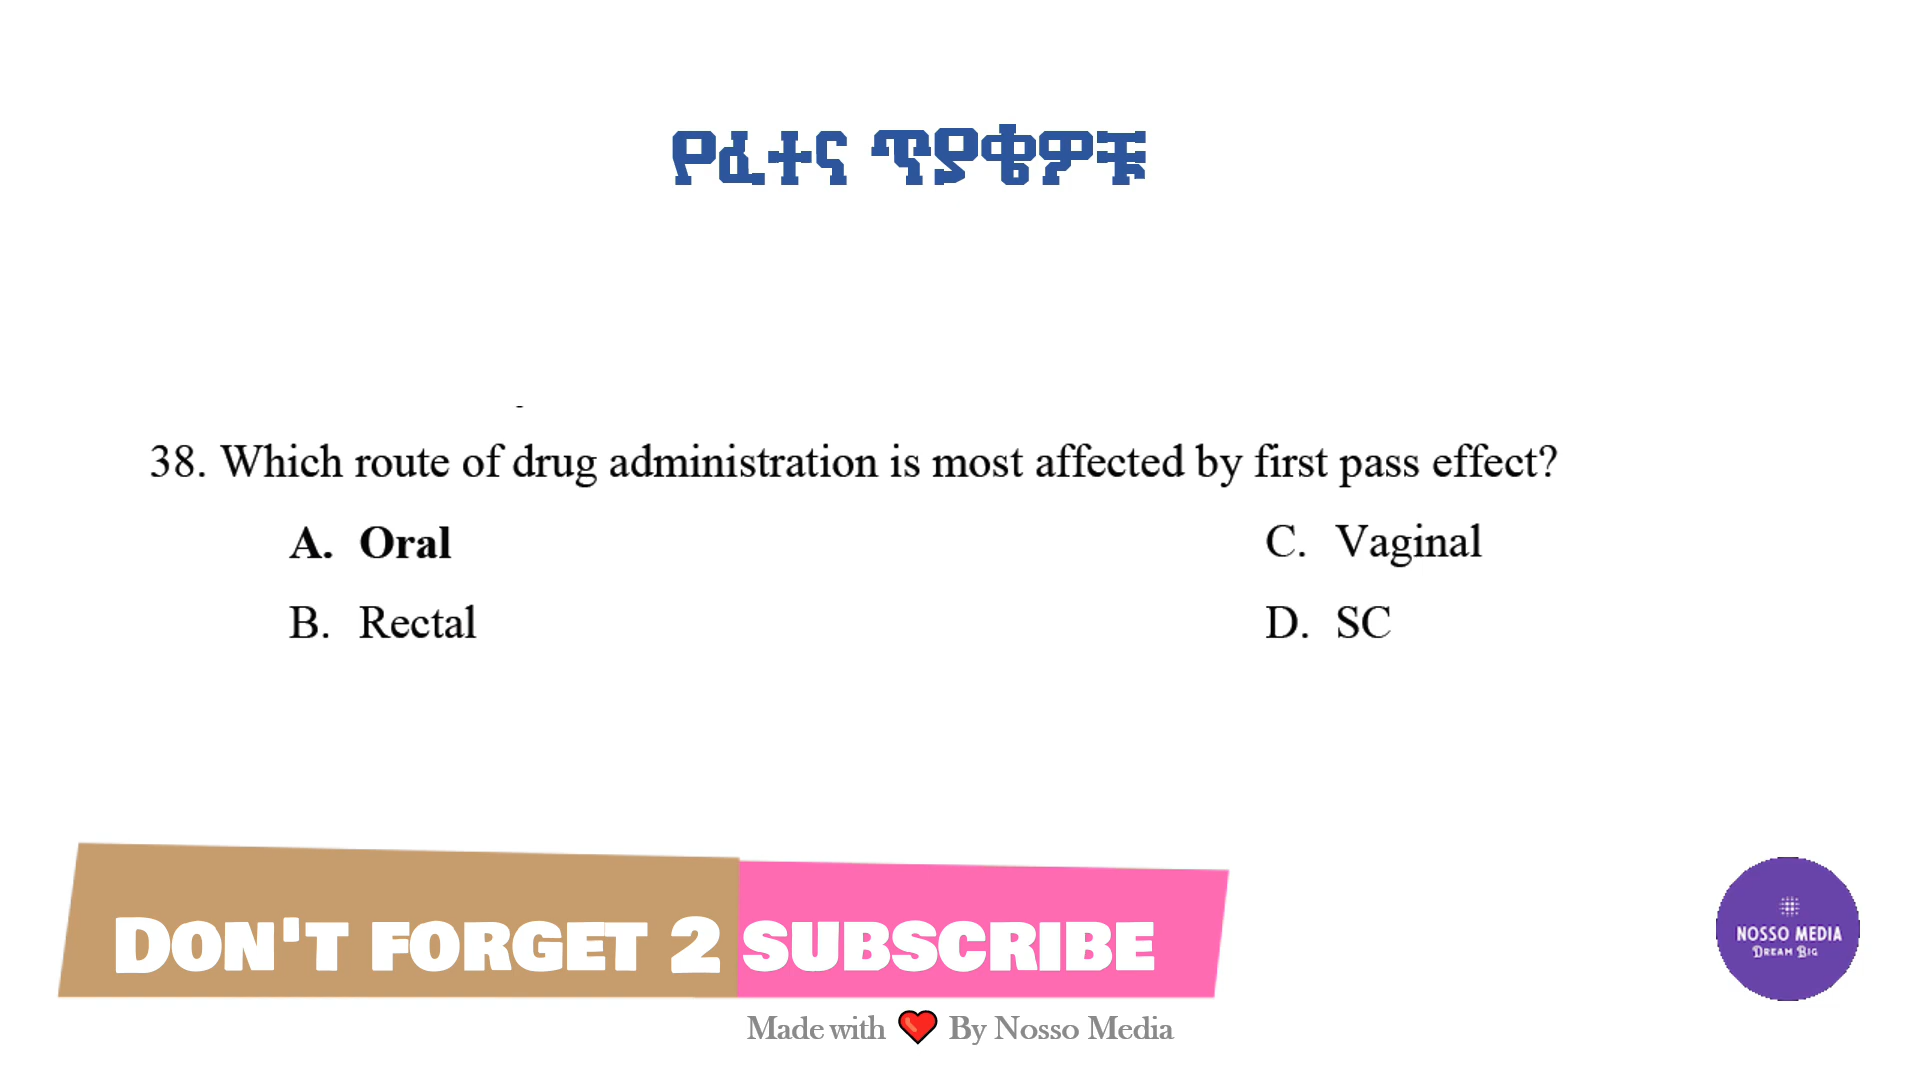 የፈተና ጥያቄዎቹ
38. Which route of drug administration is most affected by first pass effect?
A. Oral
B. Rectal
C. Vaginal
D. SC
DON'T FORGET 2 SUBSCRIBE
NOSSO MEDIA
DREAM BIG
Made with ❤️ By Nosso Media